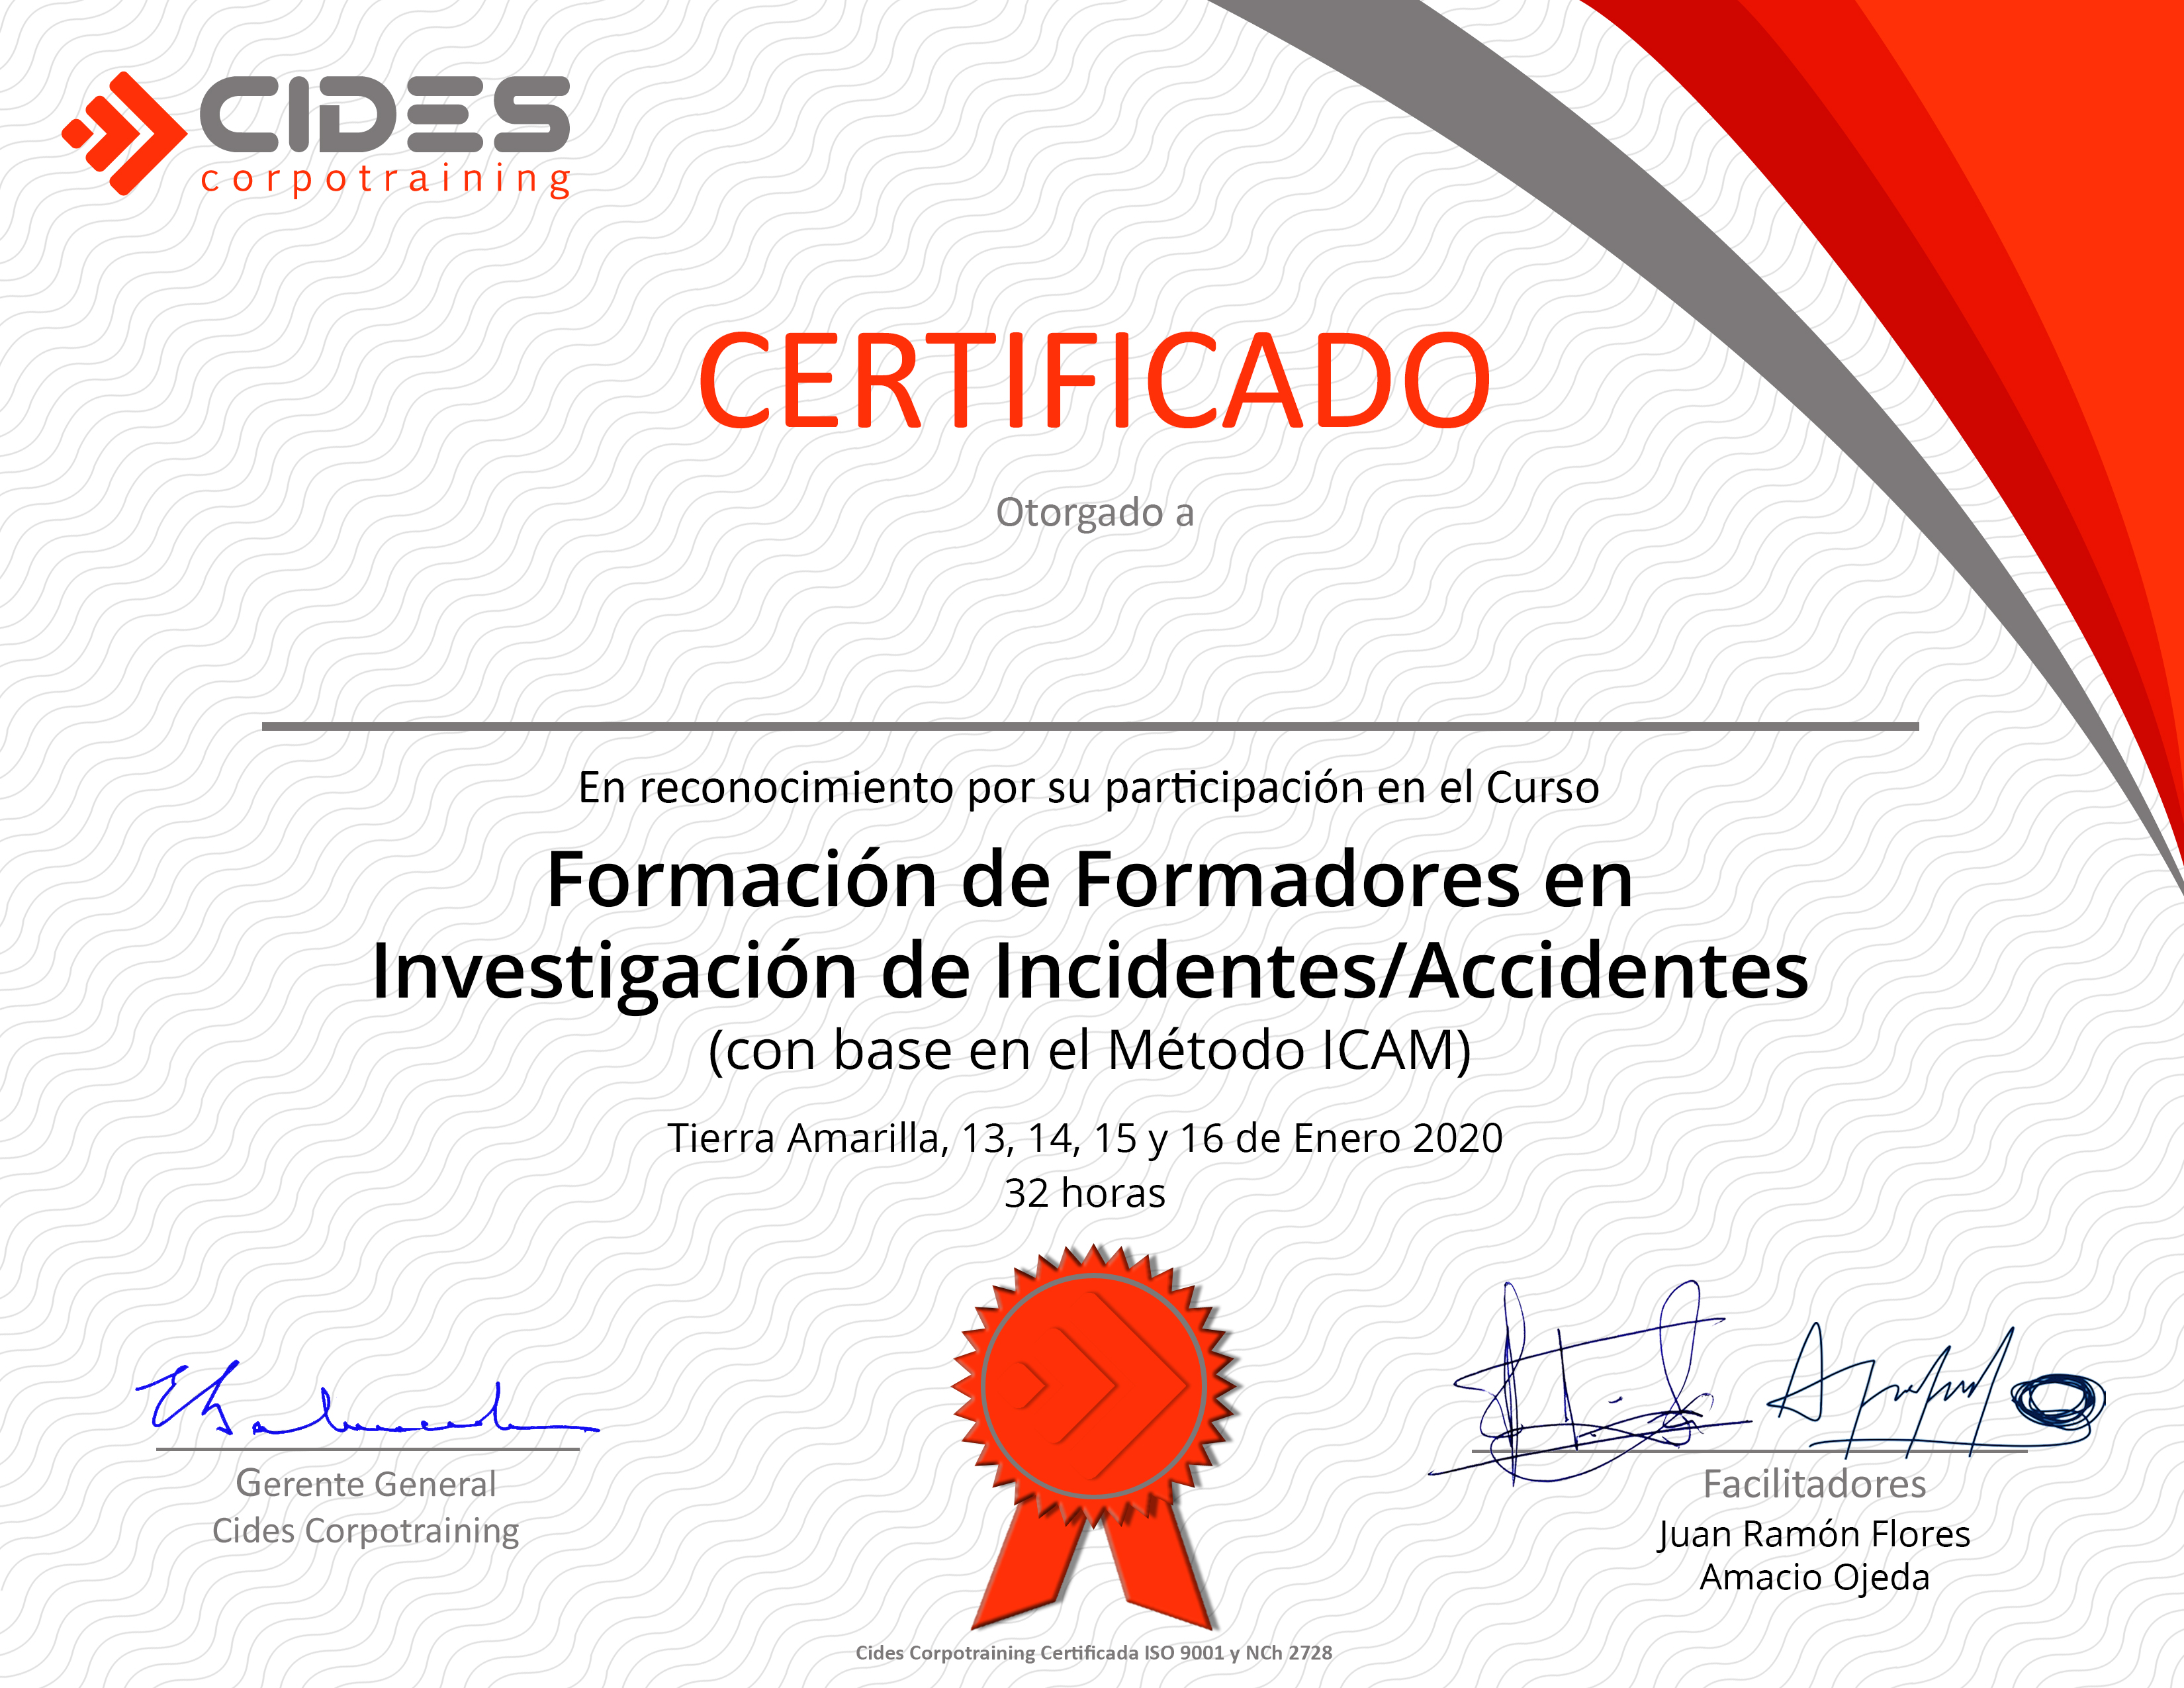 CIDES
corpotraining
CERTIFICADO
Otorgado a
En reconocimiento por su participación en el Curso
Formación de Formadores en
Investigación de Incidentes/Accidentes
(con base en el Método ICAM)
Tierra Amarilla, 13, 14, 15 y 16 de Enero 2020
32 horas
Gerente General
Cides Corpotraining
Facilitadores
Juan Ramón Flores
Amacio Ojeda
Cides Corpotraining Certificada ISO 9001 y NCh 2728